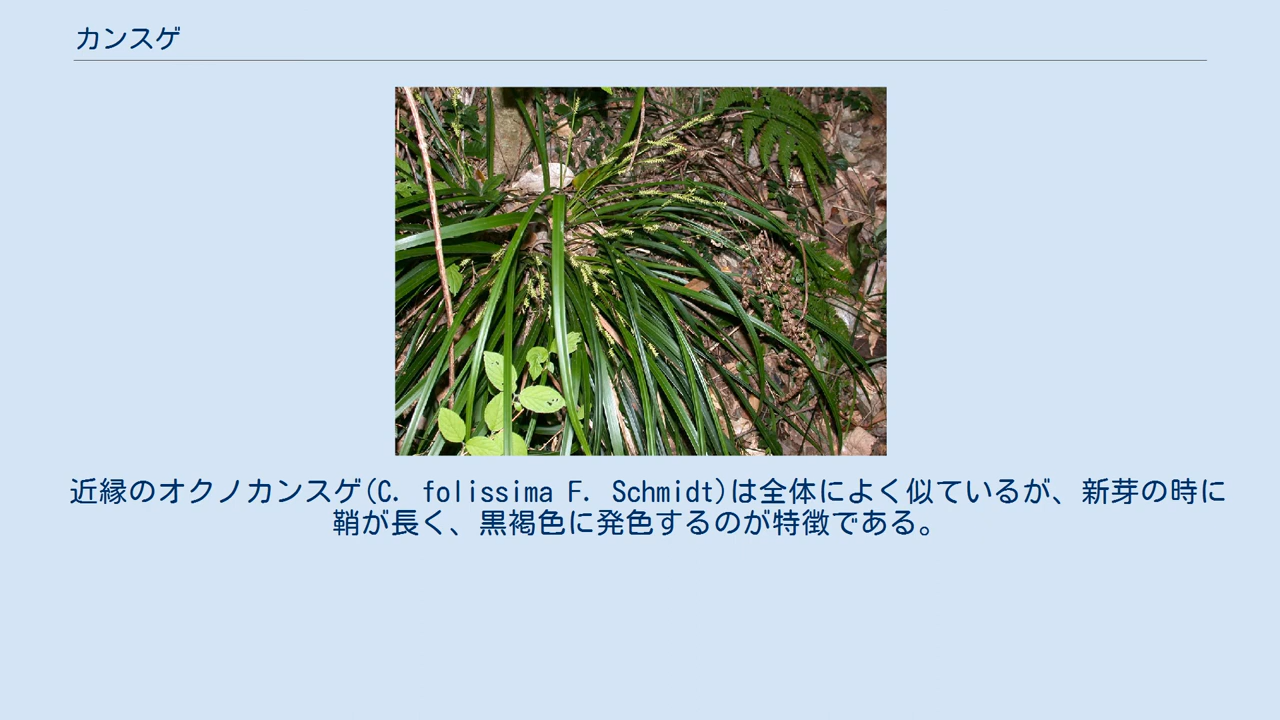 カンスゲ
近縁のオクノカンスゲ(C. folissima F. Schmidt)は全体によく似ているが、新芽の時に
鞘が長く、黒褐色に発色するのが特徴である。